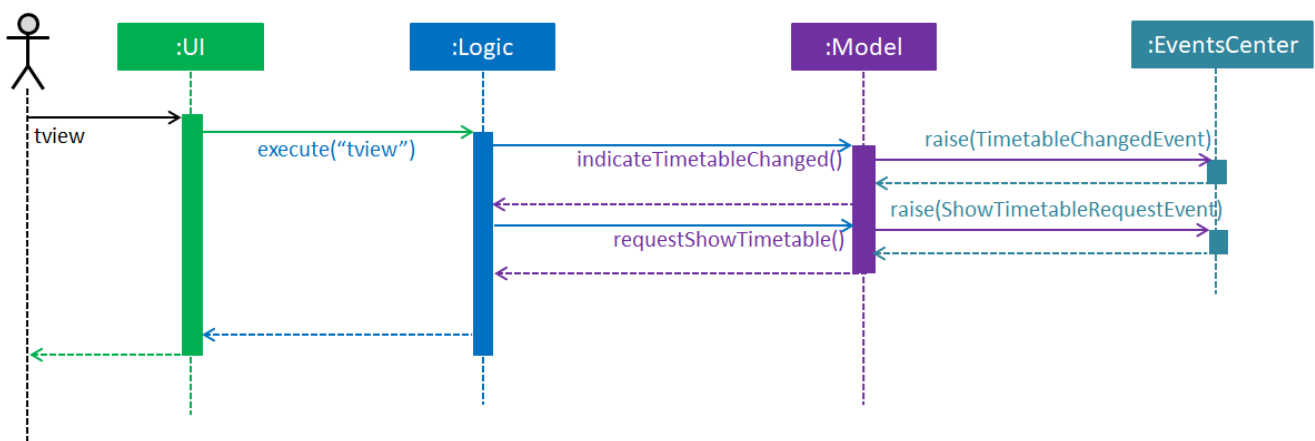 :UI
:Logic
:Model
:EventsCenter
tview
execute(“tview”)
indicateTimetableChanged()
raise(TimetableChangedEvent)
requestShowTimetable()
raise(ShowTimetableRequestEvent)